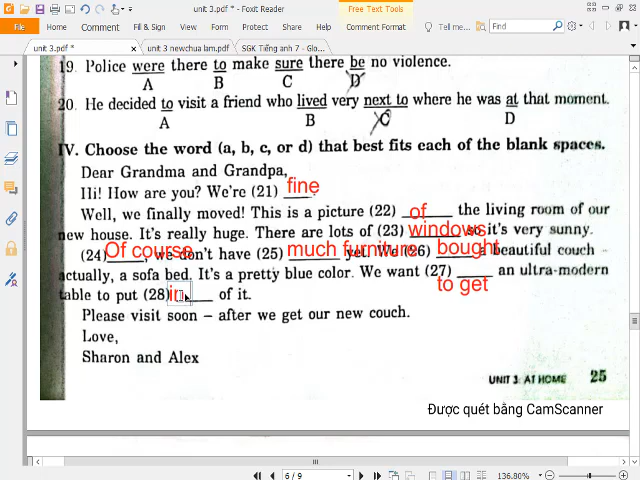 unit 3.pdf * - Foxit Reader
Free Text Tools
File
Home
Comment
Fill & Sign
View
Form
Protect
Share
Help
Comment Format
Tell me...
Find
unit 3.pdf *
unit 3 newchua lam.pdf
SGK Tiếng anh 7 - Glo...
19. Police were there to make sure there be no violence.
A B C D
20. He decided to visit a friend who lived very next to where he was at that moment.
A B C D
IV. Choose the word (a, b, c, or d) that best fits each of the blank spaces.
Dear Grandma and Grandpa,
Hi! How are you? We're (21) fine
Well, we finally moved! This is a picture (22) of the living room of our
new house. It's really huge. There are lots of (23) windows so it's very sunny.
(24) Of course, we don't have (25) much furniture yet. We (26) bought a beautiful couch -
actually, a sofa bed. It's a pretty blue color. We want (27) to get an ultra-modern
table to put (28) in of it.
Please visit soon – after we get our new couch.
Love,
Sharon and Alex
UNIT 3: AT HOME 25
Được quét bằng CamScanner
6 / 9
136.80%